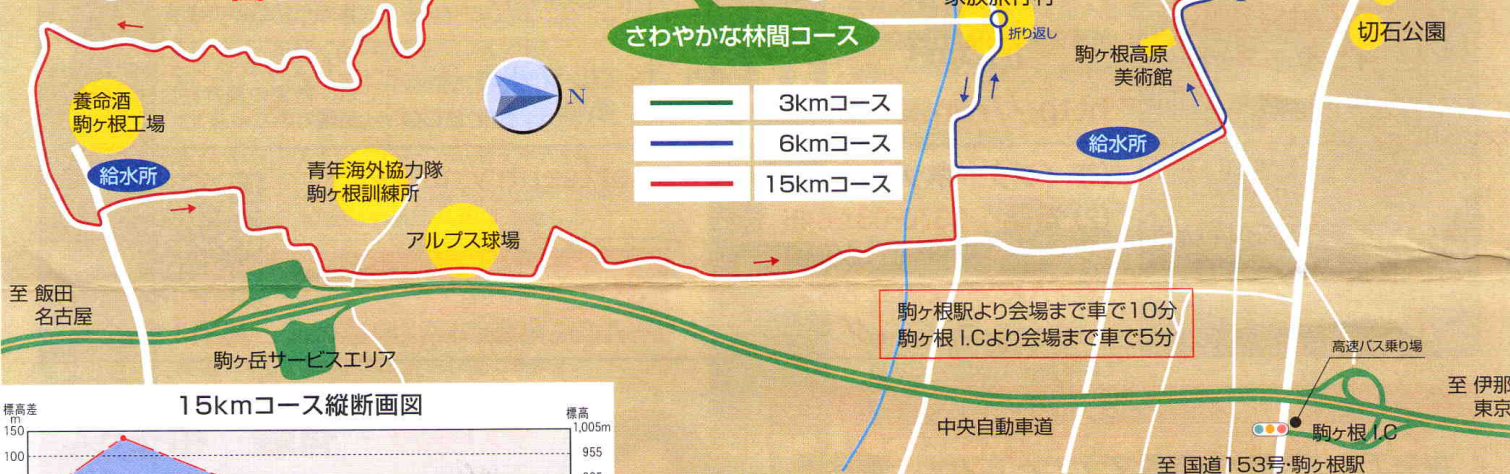 さわやかな林間コース
折り返し
切石公園
駒ヶ根高原
美術館
N
3kmコース
6kmコース
15kmコース
養命酒
駒ヶ根工場
給水所
給水所
青年海外協力隊
駒ヶ根訓練所
アルプス球場
至 飯田
名古屋
駒ヶ根駅より会場まで車で10分
駒ヶ根 I.Cより会場まで車で5分
駒ヶ岳サービスエリア
高速バス乗り場
至 伊那
東京
中央自動車道
駒ヶ根 I.C
至 国道153号・駒ヶ根駅
15kmコース縦断画図
標高差
m
150
100
標高
1,005m
955